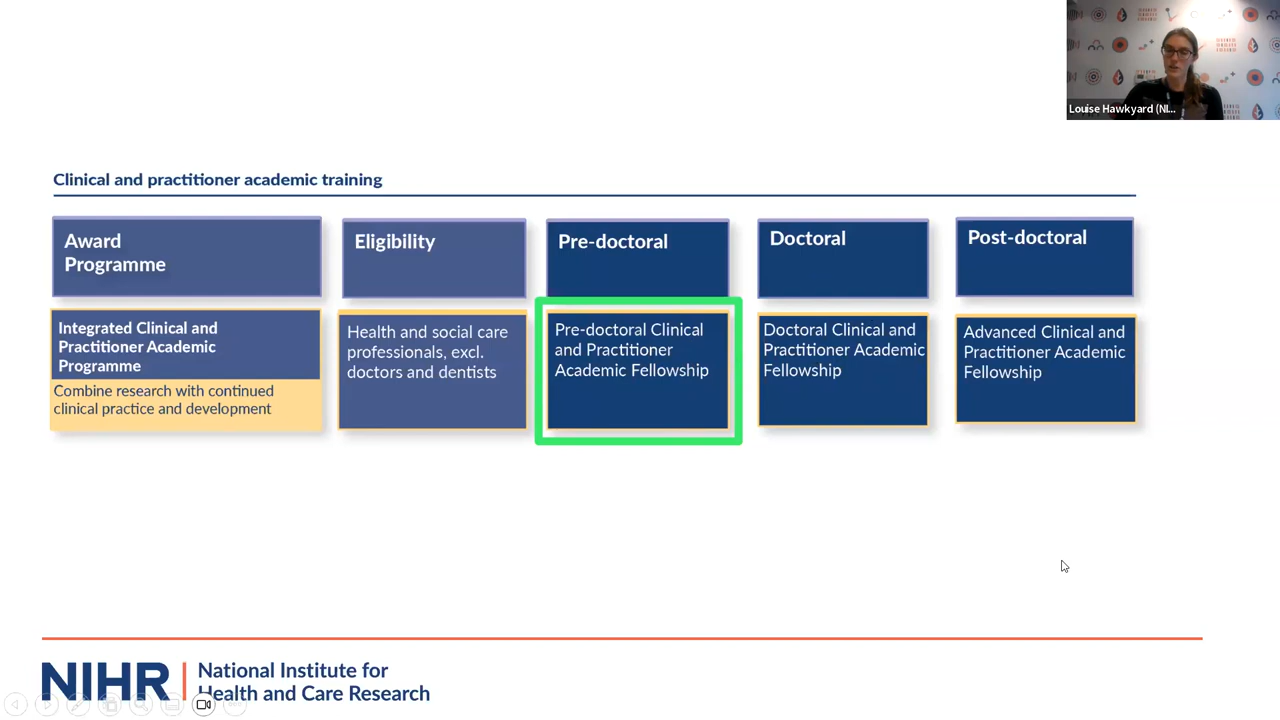 Louise Hawkyard (NI...
Clinical and practitioner academic training
Award
Programme
Eligibility
Pre-doctoral
Doctoral
Post-doctoral
Integrated Clinical and
Practitioner Academic
Programme
Combine research with continued
clinical practice and development
Health and social care
professionals, excl.
doctors and dentists
Pre-doctoral Clinical
and Practitioner
Academic Fellowship
Doctoral Clinical and
Practitioner Academic
Fellowship
Advanced Clinical and
Practitioner Academic
Fellowship
NIHR
National Institute for
Health and Care Research